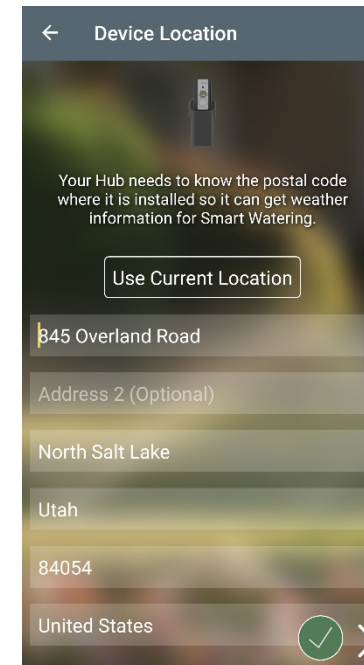 Device Location
Your Hub needs to know the postal code
where it is installed so it can get weather
information for Smart Watering.
Use Current Location
845 Overland Road
Address 2 (Optional)
North Salt Lake
Utah
84054
United States